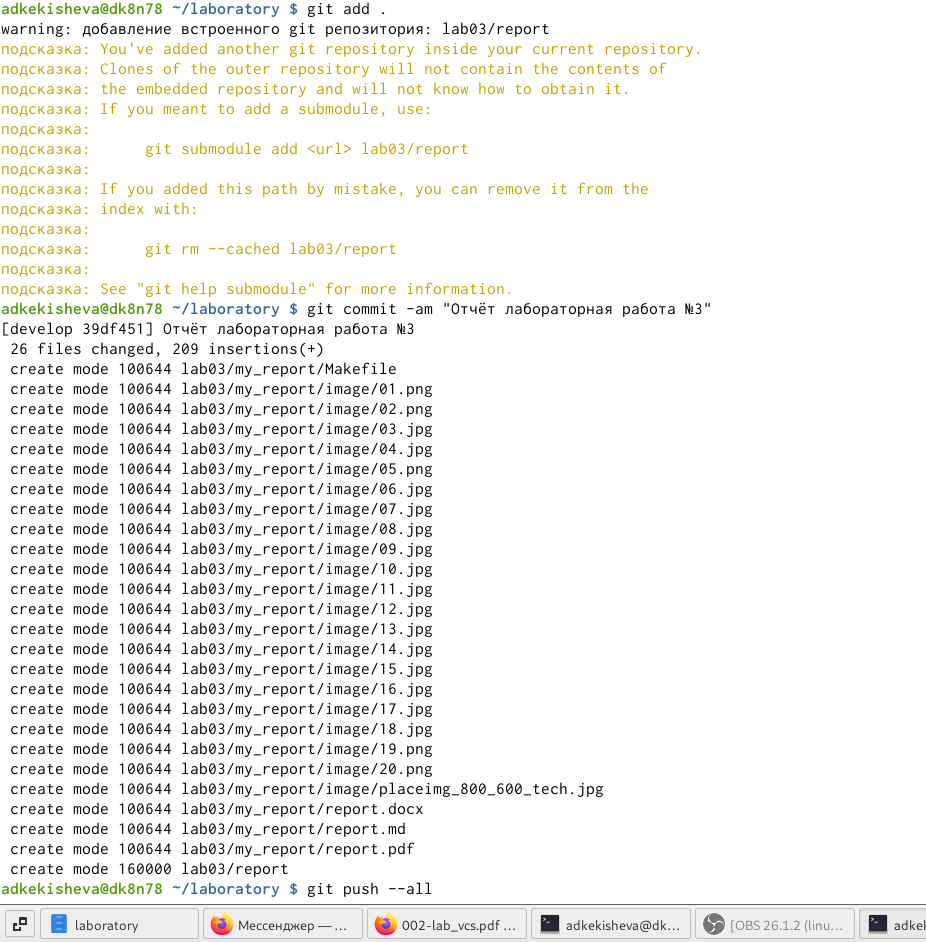 adkekisheva@dk8n78 ~/laboratory $ git add .
warning: добавление встроенного git репозитория: lab03/report
подсказка: You've added another git repository inside your current repository.
подсказка: Clones of the outer repository will not contain the contents of
подсказка: the embedded repository and will not know how to obtain it.
подсказка: If you meant to add a submodule, use:
подсказка:
подсказка:      git submodule add <url> lab03/report
подсказка:
подсказка: If you added this path by mistake, you can remove it from the
подсказка: index with:
подсказка:
подсказка:      git rm --cached lab03/report
подсказка:
подсказка: See "git help submodule" for more information.
adkekisheva@dk8n78 ~/laboratory $ git commit -am "Отчёт лабораторная работа №3"
[develop 39df451] Отчёт лабораторная работа №3
 26 files changed, 209 insertions(+)
 create mode 100644 lab03/my_report/Makefile
 create mode 100644 lab03/my_report/image/01.png
 create mode 100644 lab03/my_report/image/02.png
 create mode 100644 lab03/my_report/image/03.jpg
 create mode 100644 lab03/my_report/image/04.jpg
 create mode 100644 lab03/my_report/image/05.png
 create mode 100644 lab03/my_report/image/06.jpg
 create mode 100644 lab03/my_report/image/07.jpg
 create mode 100644 lab03/my_report/image/08.jpg
 create mode 100644 lab03/my_report/image/09.jpg
 create mode 100644 lab03/my_report/image/10.jpg
 create mode 100644 lab03/my_report/image/11.jpg
 create mode 100644 lab03/my_report/image/12.jpg
 create mode 100644 lab03/my_report/image/13.jpg
 create mode 100644 lab03/my_report/image/14.jpg
 create mode 100644 lab03/my_report/image/15.jpg
 create mode 100644 lab03/my_report/image/16.jpg
 create mode 100644 lab03/my_report/image/17.jpg
 create mode 100644 lab03/my_report/image/18.jpg
 create mode 100644 lab03/my_report/image/19.png
 create mode 100644 lab03/my_report/image/20.png
 create mode 100644 lab03/my_report/image/placeimg_800_600_tech.jpg
 create mode 100644 lab03/my_report/report.docx
 create mode 100644 lab03/my_report/report.md
 create mode 100644 lab03/my_report/report.pdf
 create mode 160000 lab03/report
adkekisheva@dk8n78 ~/laboratory $ git push --all
laboratory Мессенджер — ... 002-lab_vcs.pdf ... adkekisheva@dk... [OBS 26.1.2 (linu... adke